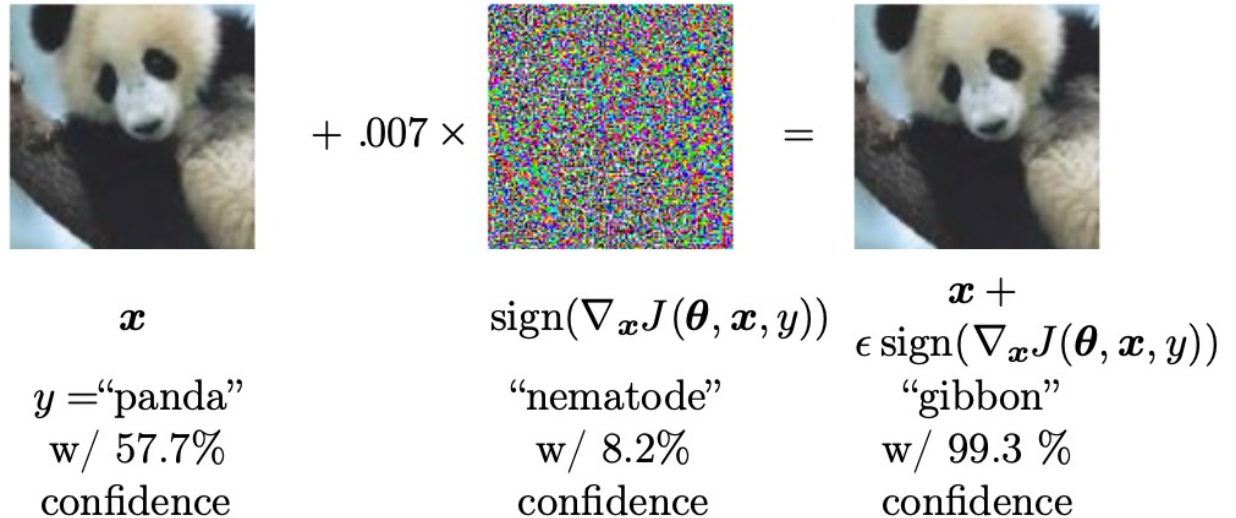 + .007 ×
=
x
y =“panda”
w/ 57.7%
confidence
sign(∇ₓJ(θ, x, y))
“nematode”
w/ 8.2%
confidence
x +
ϵ sign(∇ₓJ(θ, x, y))
“gibbon”
w/ 99.3 %
confidence